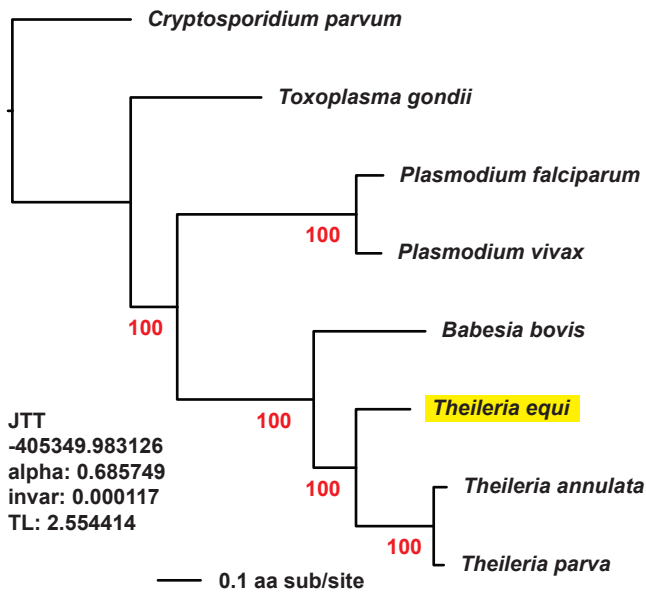 Cryptosporidium parvum
Toxoplasma gondii
Plasmodium falciparum
100
Plasmodium vivax
100
Babesia bovis
100
Theileria equi
JTT
-405349.983126
alpha: 0.685749
invar: 0.000117
TL: 2.554414
100
Theileria annulata
100
Theileria parva
0.1 aa sub/site